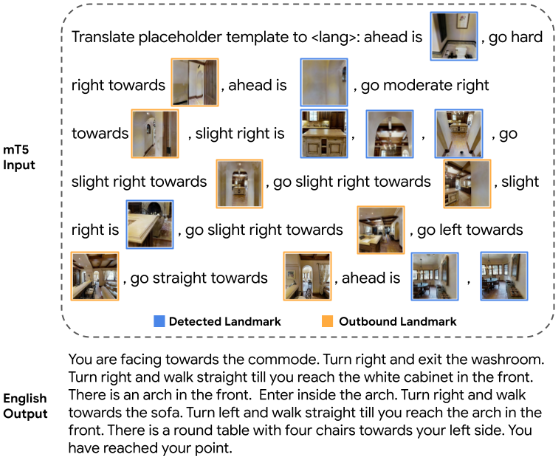 Translate placeholder template to <lang>: ahead is , go hard
right towards , ahead is , go moderate right
towards , slight right is , , , go
slight right towards , go slight right towards , slight
right is , go slight right towards , go left towards
, go straight towards , ahead is ,
mT5
Input
Detected Landmark
Outbound Landmark
English
Output
You are facing towards the commode. Turn right and exit the washroom.
Turn right and walk straight till you reach the white cabinet in the front.
There is an arch in the front. Enter inside the arch. Turn right and walk
towards the sofa. Turn left and walk straight till you reach the arch in the
front. There is a round table with four chairs towards your left side. You
have reached your point.